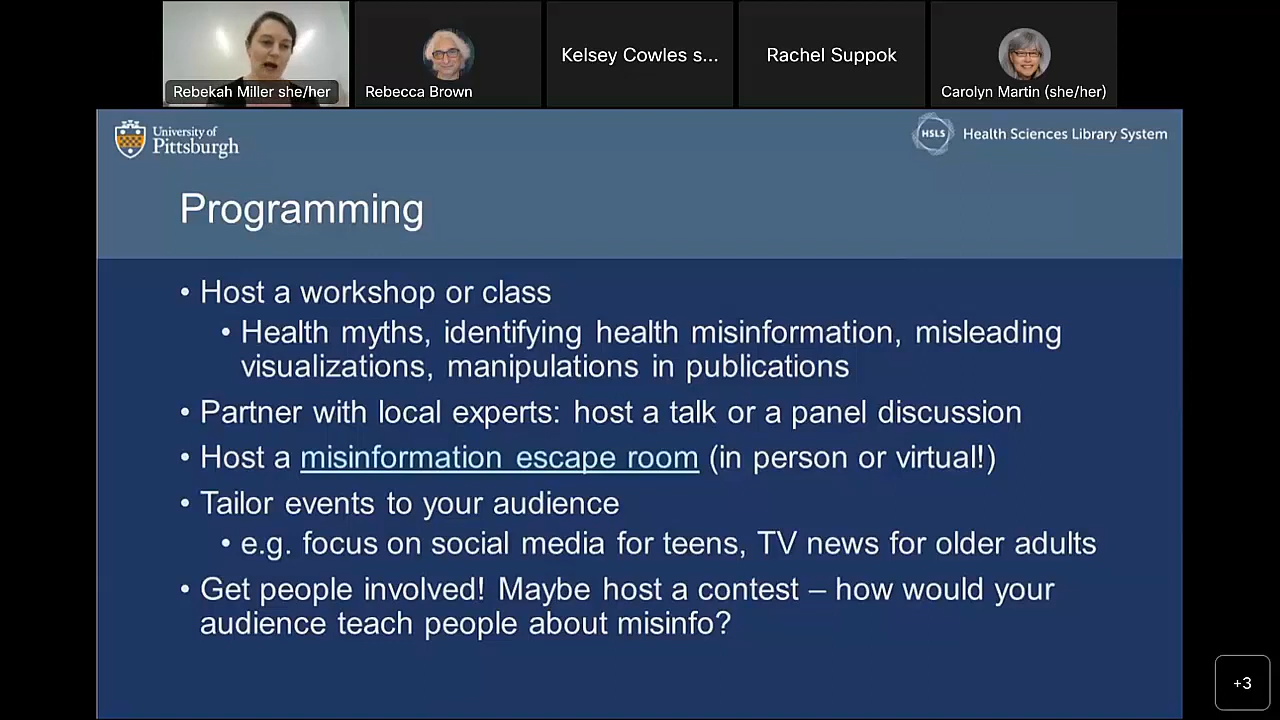 Rebekah Miller she/her
Rebecca Brown
Kelsey Cowles s...
Rachel Suppok
Carolyn Martin (she/her)
University of
Pittsburgh
HSLS
Health Sciences Library System
Programming
• Host a workshop or class
• Health myths, identifying health misinformation, misleading
visualizations, manipulations in publications
• Partner with local experts: host a talk or a panel discussion
• Host a misinformation escape room (in person or virtual!)
• Tailor events to your audience
• e.g. focus on social media for teens, TV news for older adults
• Get people involved! Maybe host a contest – how would your
audience teach people about misinfo?
+3